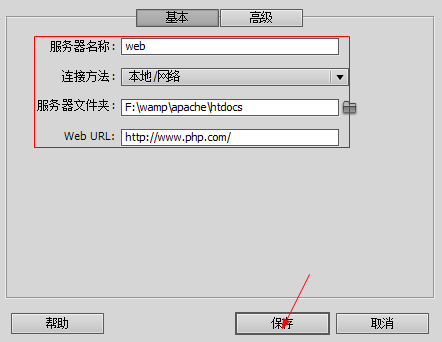 基本 高级
服务器名称: web
连接方法: 本地/网络
服务器文件夹: F:\wamp\apache\htdocs
Web URL: http://www.php.com/
帮助 保存 取消